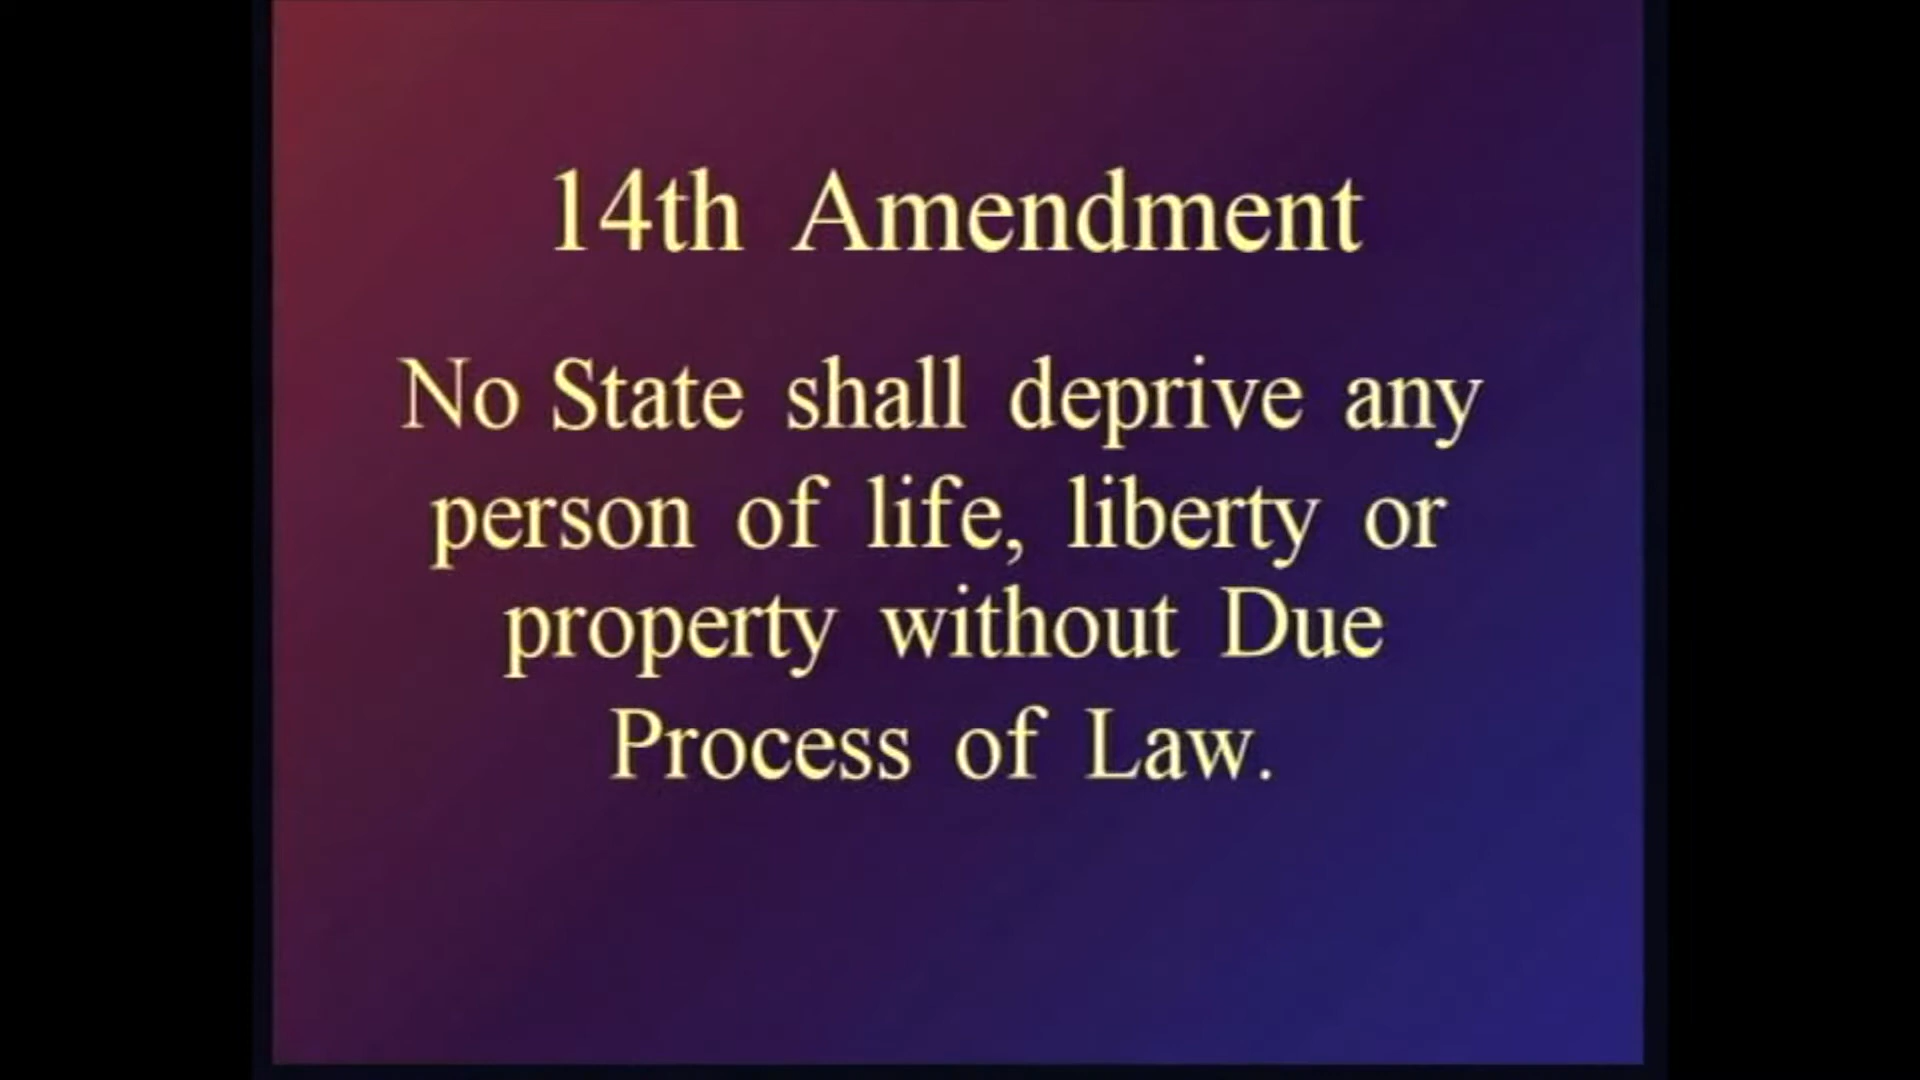 14th Amendment
No State shall deprive any
person of life, liberty or
property without Due
Process of Law.